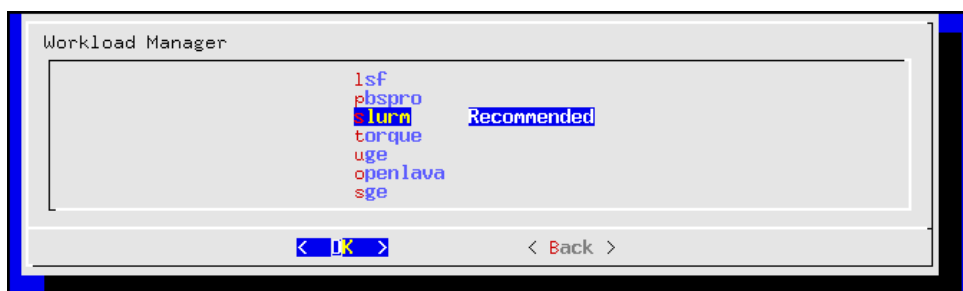 Workload Manager
lsf
pbspro
slurm Recommended
torque
uge
openlava
sge
< OK > < Back >